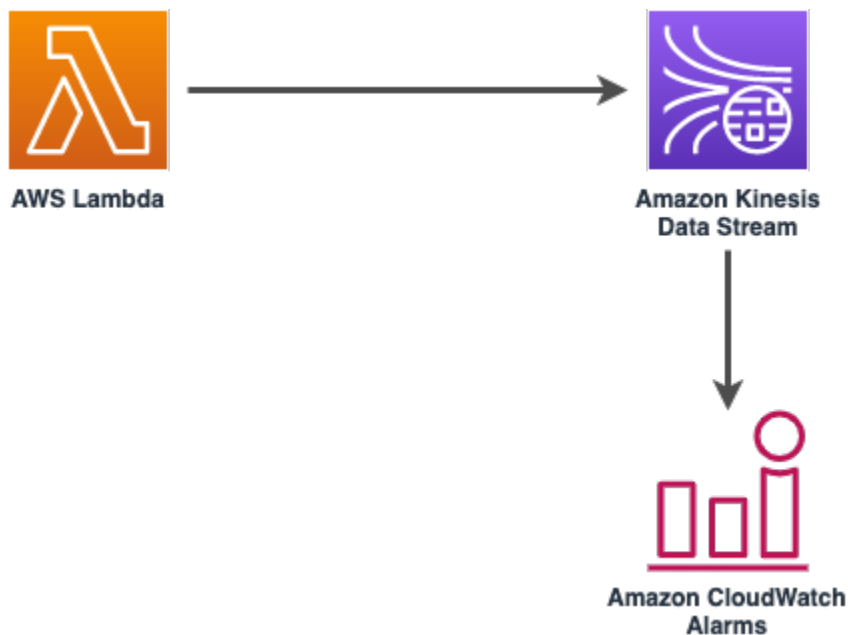 AWS Lambda
Amazon Kinesis
Data Stream
Amazon CloudWatch
Alarms